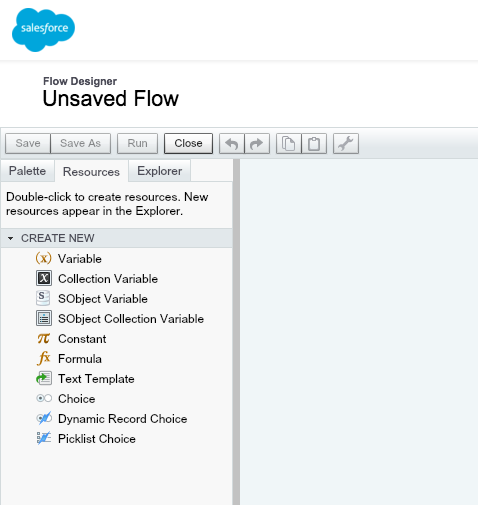 salesforce
Flow Designer
Unsaved Flow
Save Save As Run Close
Palette Resources Explorer
Double-click to create resources. New
resources appear in the Explorer.
CREATE NEW
(x) Variable
X Collection Variable
S SObject Variable
SObject Collection Variable
π Constant
fx Formula
Text Template
Choice
Dynamic Record Choice
Picklist Choice